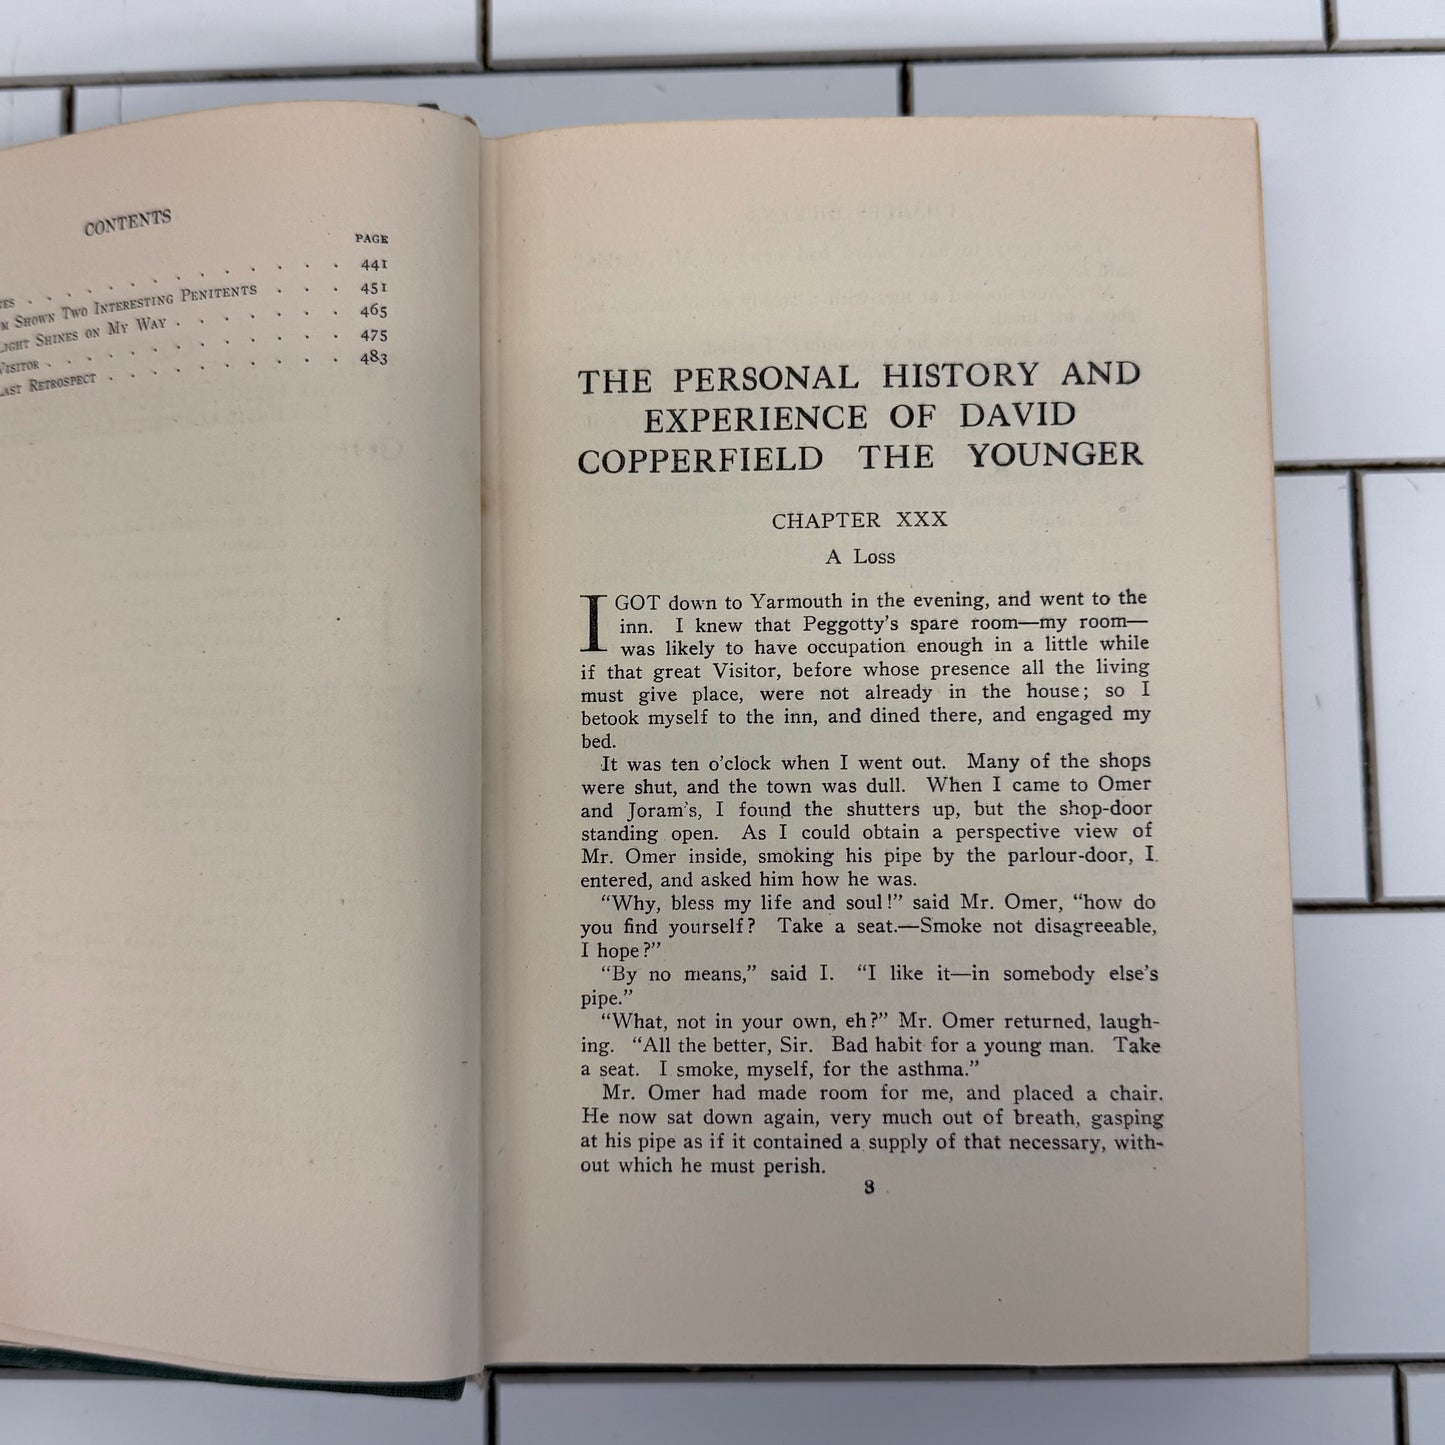 CONTENTS
PAGE
441
SHOWN TWO INTERESTING PENITENTS . . . 451
LIGHT SHINES ON MY WAY . . . . . . . . 465
VISITOR . . . . . . . . . . . . 475
LAST RETROSPECT . . . . . . . . . . 483
THE PERSONAL HISTORY AND
EXPERIENCE OF DAVID
COPPERFIELD THE YOUNGER
CHAPTER XXX
A Loss
I GOT down to Yarmouth in the evening, and went to the
inn. I knew that Peggotty's spare room—my room—
was likely to have occupation enough in a little while
if that great Visitor, before whose presence all the living
must give place, were not already in the house; so I
betook myself to the inn, and dined there, and engaged my
bed.
It was ten o'clock when I went out. Many of the shops
were shut, and the town was dull. When I came to Omer
and Joram's, I found the shutters up, but the shop-door
standing open. As I could obtain a perspective view of
Mr. Omer inside, smoking his pipe by the parlour-door, I
entered, and asked him how he was.
"Why, bless my life and soul!" said Mr. Omer, "how do
you find yourself? Take a seat.—Smoke not disagreeable,
I hope?"
"By no means," said I. "I like it—in somebody else's
pipe."
"What, not in your own, eh?" Mr. Omer returned, laugh-
ing. "All the better, Sir. Bad habit for a young man. Take
a seat. I smoke, myself, for the asthma."
Mr. Omer had made room for me, and placed a chair.
He now sat down again, very much out of breath, gasping
at his pipe as if it contained a supply of that necessary, with-
out which he must perish.
3